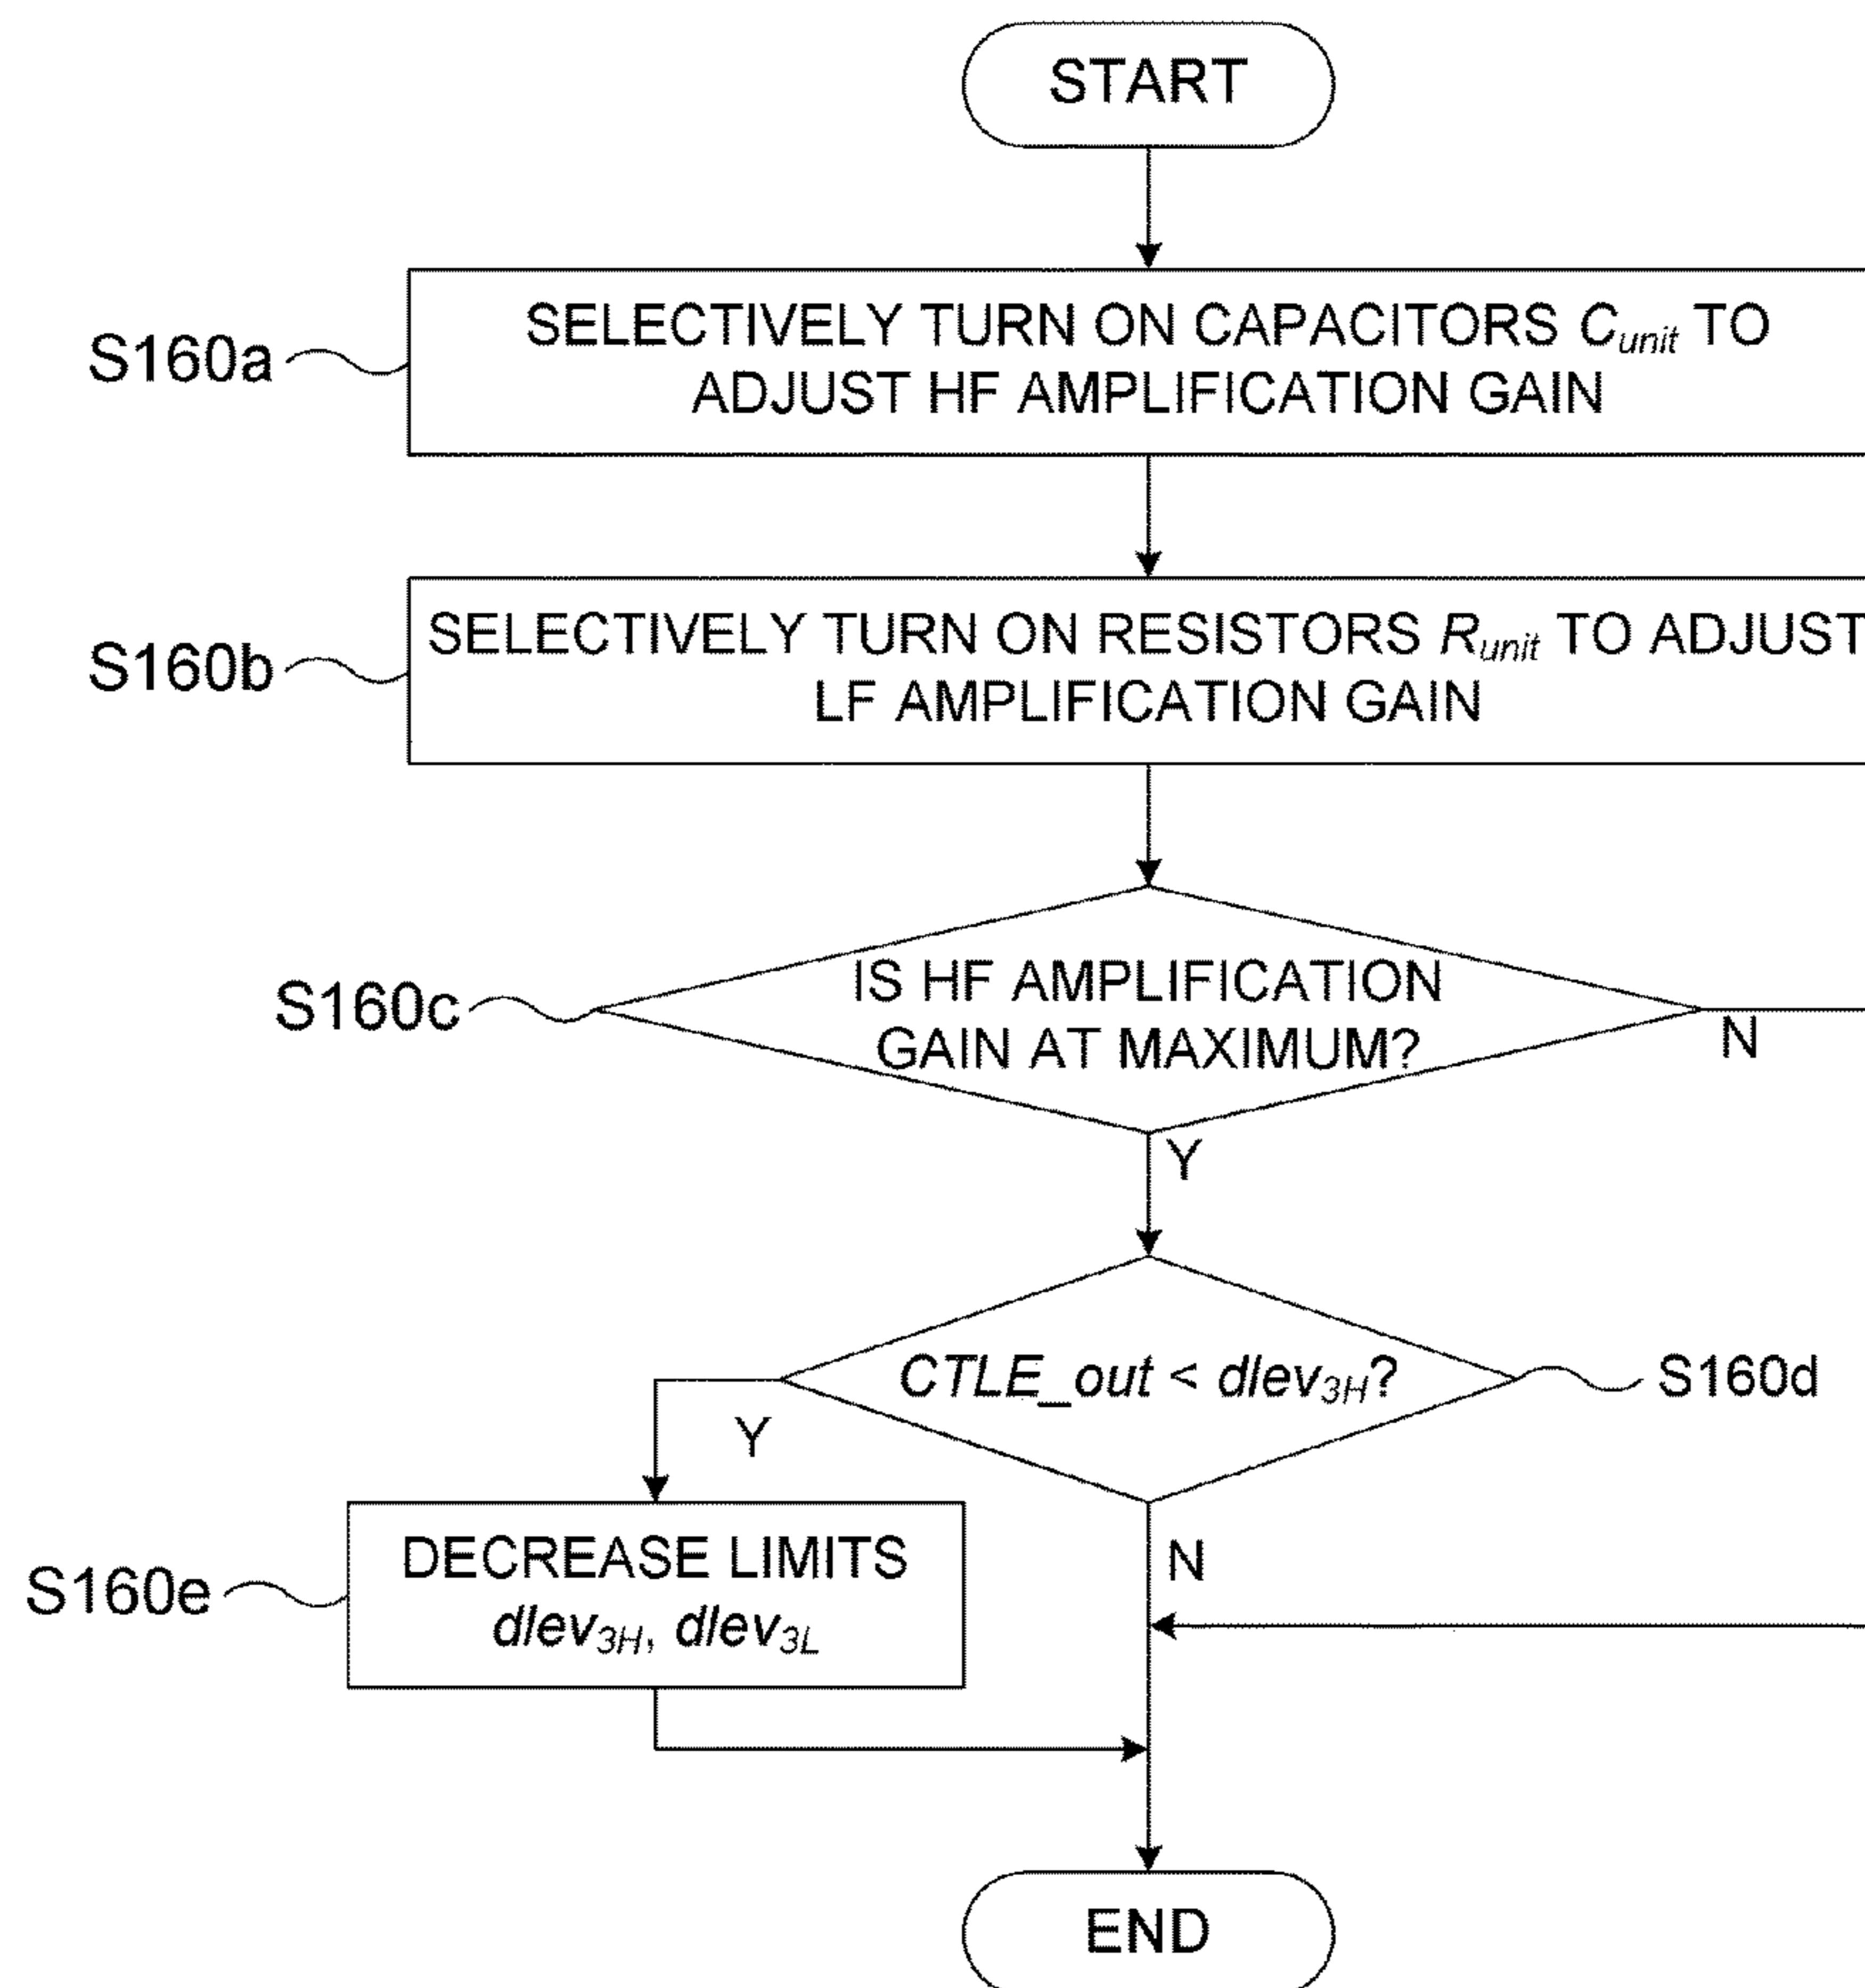 START
S160a
SELECTIVELY TURN ON CAPACITORS Cunit TO
ADJUST HF AMPLIFICATION GAIN
S160b
SELECTIVELY TURN ON RESISTORS Runit TO ADJUST
LF AMPLIFICATION GAIN
S160c
IS HF AMPLIFICATION
GAIN AT MAXIMUM?
N
Y
CTLE_out < dlev3H?
S160d
Y
N
S160e
DECREASE LIMITS
dlev3H, dlev3L
END